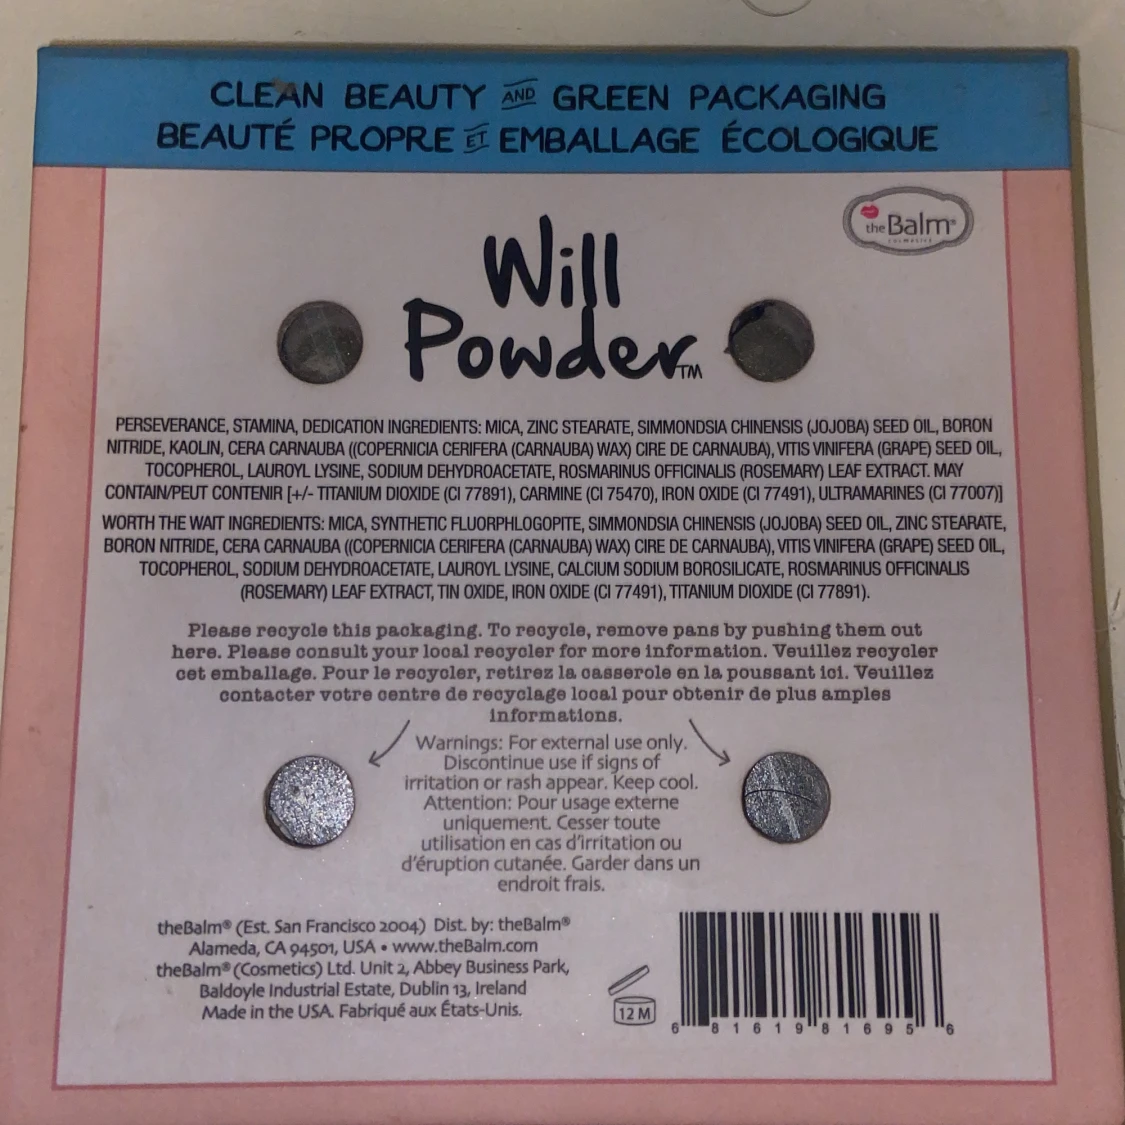 CLEAN BEAUTY AND GREEN PACKAGING
BEAUTÉ PROPRE ET EMBALLAGE ÉCOLOGIQUE
theBalm®
COSMETICS
Will
Powder™
PERSEVERANCE, STAMINA, DEDICATION INGREDIENTS: MICA, ZINC STEARATE, SIMMONDSIA CHINENSIS (JOJOBA) SEED OIL, BORON
NITRIDE, KAOLIN, CERA CARNAUBA ((COPERNICIA CERIFERA (CARNAUBA) WAX) CIRE DE CARNAUBA), VITIS VINIFERA (GRAPE) SEED OIL,
TOCOPHEROL, LAUROYL LYSINE, SODIUM DEHYDROACETATE, ROSMARINUS OFFICINALIS (ROSEMARY) LEAF EXTRACT. MAY
CONTAIN/PEUT CONTENIR [+/- TITANIUM DIOXIDE (CI 77891), CARMINE (CI 75470), IRON OXIDE (CI 77491), ULTRAMARINES (CI 77007)]
WORTH THE WAIT INGREDIENTS: MICA, SYNTHETIC FLUORPHLOGOPITE, SIMMONDSIA CHINENSIS (JOJOBA) SEED OIL, ZINC STEARATE,
BORON NITRIDE, CERA CARNAUBA ((COPERNICIA CERIFERA (CARNAUBA) WAX) CIRE DE CARNAUBA), VITIS VINIFERA (GRAPE) SEED OIL,
TOCOPHEROL, SODIUM DEHYDROACETATE, LAUROYL LYSINE, CALCIUM SODIUM BOROSILICATE, ROSMARINUS OFFICINALIS
(ROSEMARY) LEAF EXTRACT, TIN OXIDE, IRON OXIDE (CI 77491), TITANIUM DIOXIDE (CI 77891).
Please recycle this packaging. To recycle, remove pans by pushing them out
here. Please consult your local recycler for more information. Veuillez recycler
cet emballage. Pour le recycler, retirez la casserole en la poussant ici. Veuillez
contacter votre centre de recyclage local pour obtenir de plus amples
informations.
Warnings: For external use only.
Discontinue use if signs of
irritation or rash appear. Keep cool.
Attention: Pour usage externe
uniquement. Cesser toute
utilisation en cas d'irritation ou
d'éruption cutanée. Garder dans un
endroit frais.
theBalm® (Est. San Francisco 2004) Dist. by: theBalm®
Alameda, CA 94501, USA • www.theBalm.com
theBalm® (Cosmetics) Ltd. Unit 2, Abbey Business Park,
Baldoyle Industrial Estate, Dublin 13, Ireland
Made in the USA. Fabriqué aux États-Unis.
12 M
6 81619 81695 6